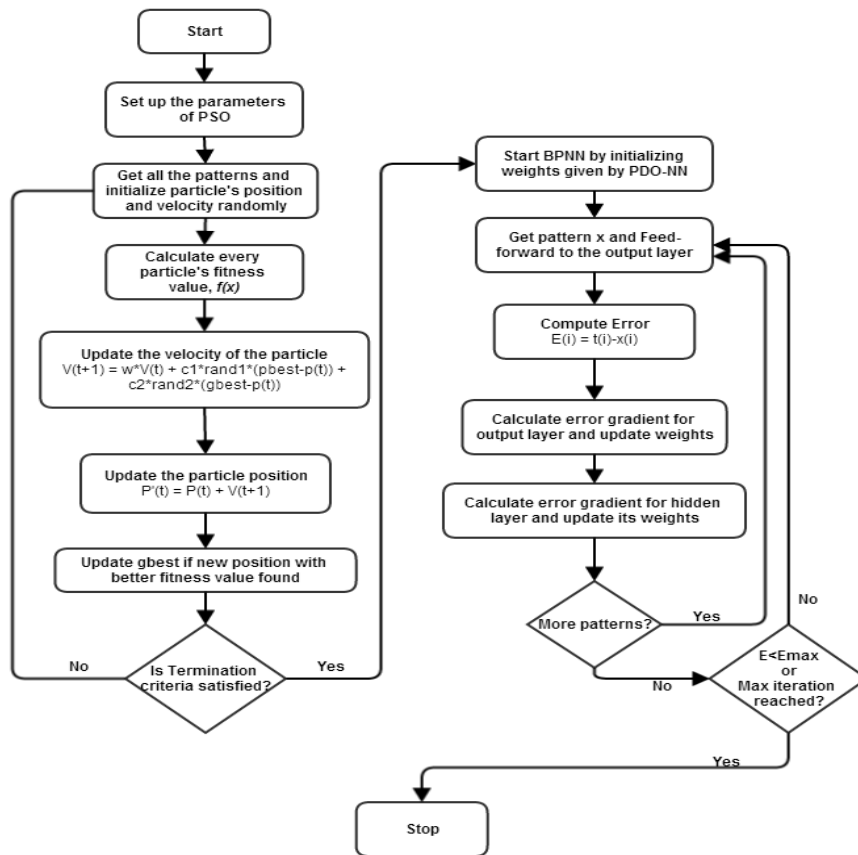 Start
Set up the parameters
of PSO
Get all the patterns and
initialize particle's position
and velocity randomly
Calculate every
particle's fitness
value, f(x)
Update the velocity of the particle
V(t+1) = w*V(t) + c1*rand1*(pbest-p(t)) +
c2*rand2*(gbest-p(t))
Update the particle position
P'(t) = P(t) + V(t+1)
Update gbest if new position with
better fitness value found
Is Termination
criteria satisfied?
No
Yes
Start BPNN by initializing
weights given by PDO-NN
Get pattern x and Feed-
forward to the output layer
Compute Error
E(i) = t(i)-x(i)
Calculate error gradient for
output layer and update weights
Calculate error gradient for hidden
layer and update its weights
More patterns?
Yes
No
E<Emax
or
Max iteration
reached?
No
Yes
Stop